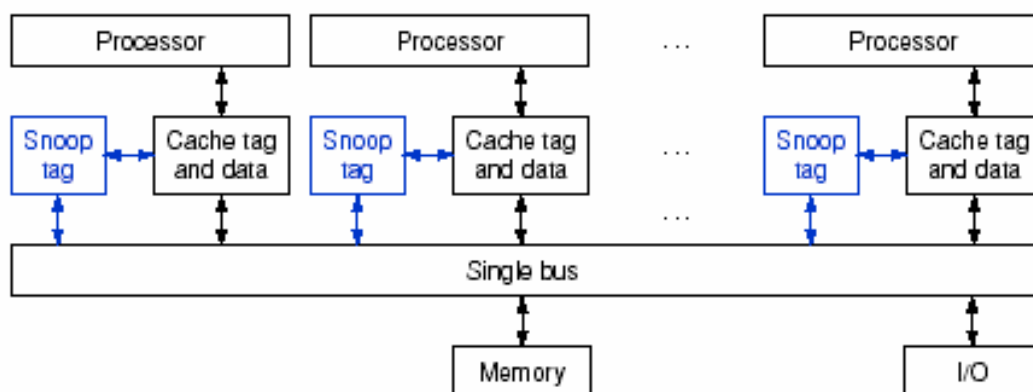 Processor
Processor
...
Processor
Snoop
tag
Cache tag
and data
Snoop
tag
Cache tag
and data
...
Snoop
tag
Cache tag
and data
...
Single bus
Memory
I/O